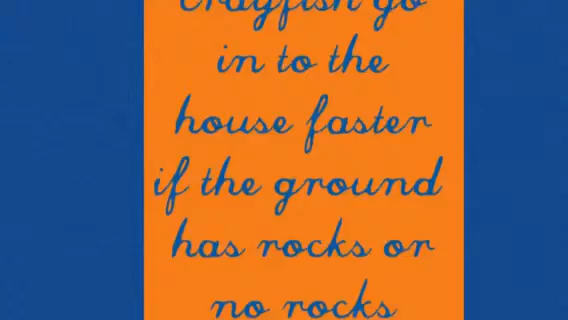 Crayfish go
in to the
house faster
if the ground
has rocks or
no rocks